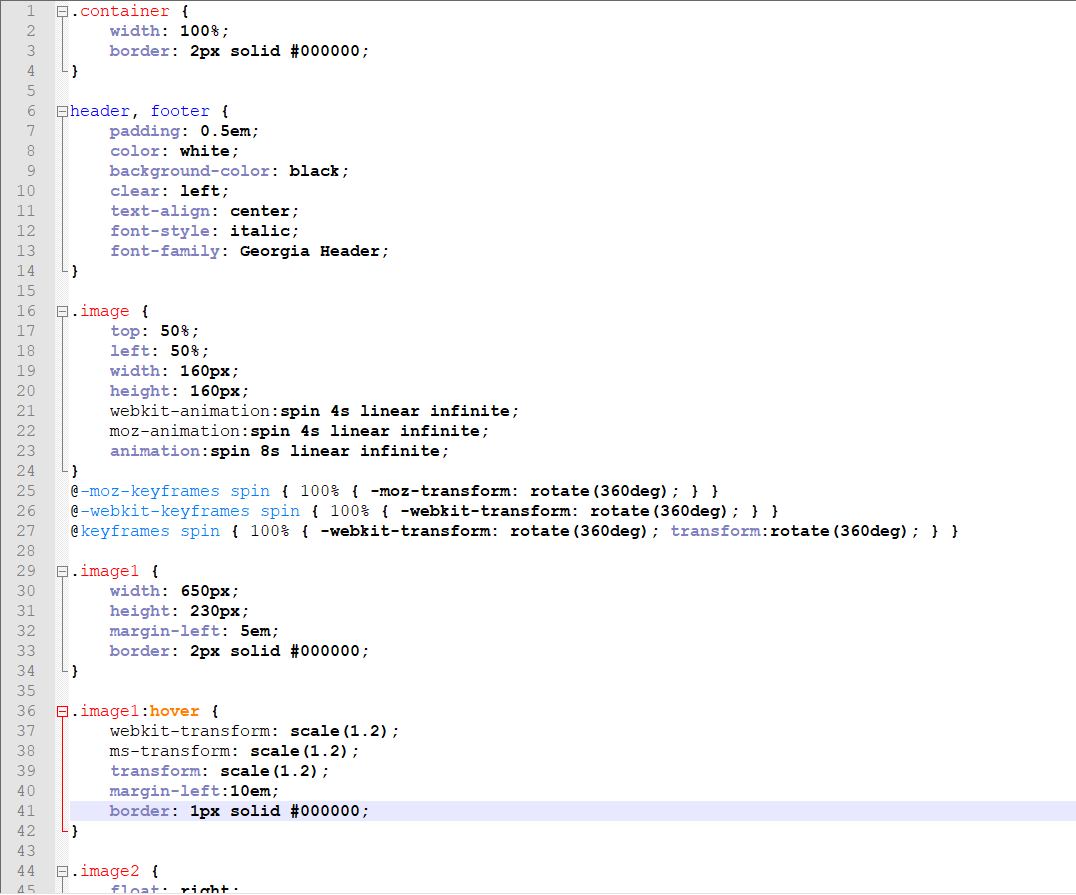 1 .container {
2 width: 100%;
3 border: 2px solid #000000;
4 }
5
6 header, footer {
7 padding: 0.5em;
8 color: white;
9 background-color: black;
10 clear: left;
11 text-align: center;
12 font-style: italic;
13 font-family: Georgia Header;
14 }
15
16 .image {
17 top: 50%;
18 left: 50%;
19 width: 160px;
20 height: 160px;
21 webkit-animation:spin 4s linear infinite;
22 moz-animation:spin 4s linear infinite;
23 animation:spin 8s linear infinite;
24 }
25 @-moz-keyframes spin { 100% { -moz-transform: rotate(360deg); } }
26 @-webkit-keyframes spin { 100% { -webkit-transform: rotate(360deg); } }
27 @keyframes spin { 100% { -webkit-transform: rotate(360deg); transform:rotate(360deg); } }
28
29 .image1 {
30 width: 650px;
31 height: 230px;
32 margin-left: 5em;
33 border: 2px solid #000000;
34 }
35
36 .image1:hover {
37 webkit-transform: scale(1.2);
38 ms-transform: scale(1.2);
39 transform: scale(1.2);
40 margin-left:10em;
41 border: 1px solid #000000;
42 }
43
44 .image2 {
45 float: right;